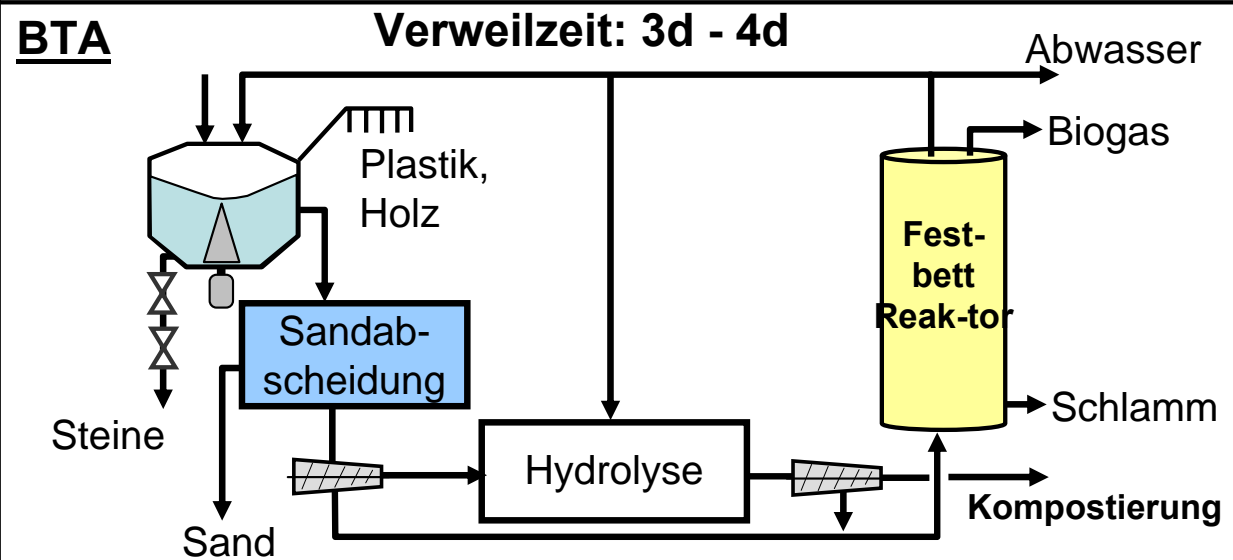 BTA
Verweilzeit: 3d - 4d
Abwasser
Biogas
Plastik,
Holz
Fest-
bett
Reak-tor
Sandab-
scheidung
Schlamm
Steine
Hydrolyse
Kompostierung
Sand